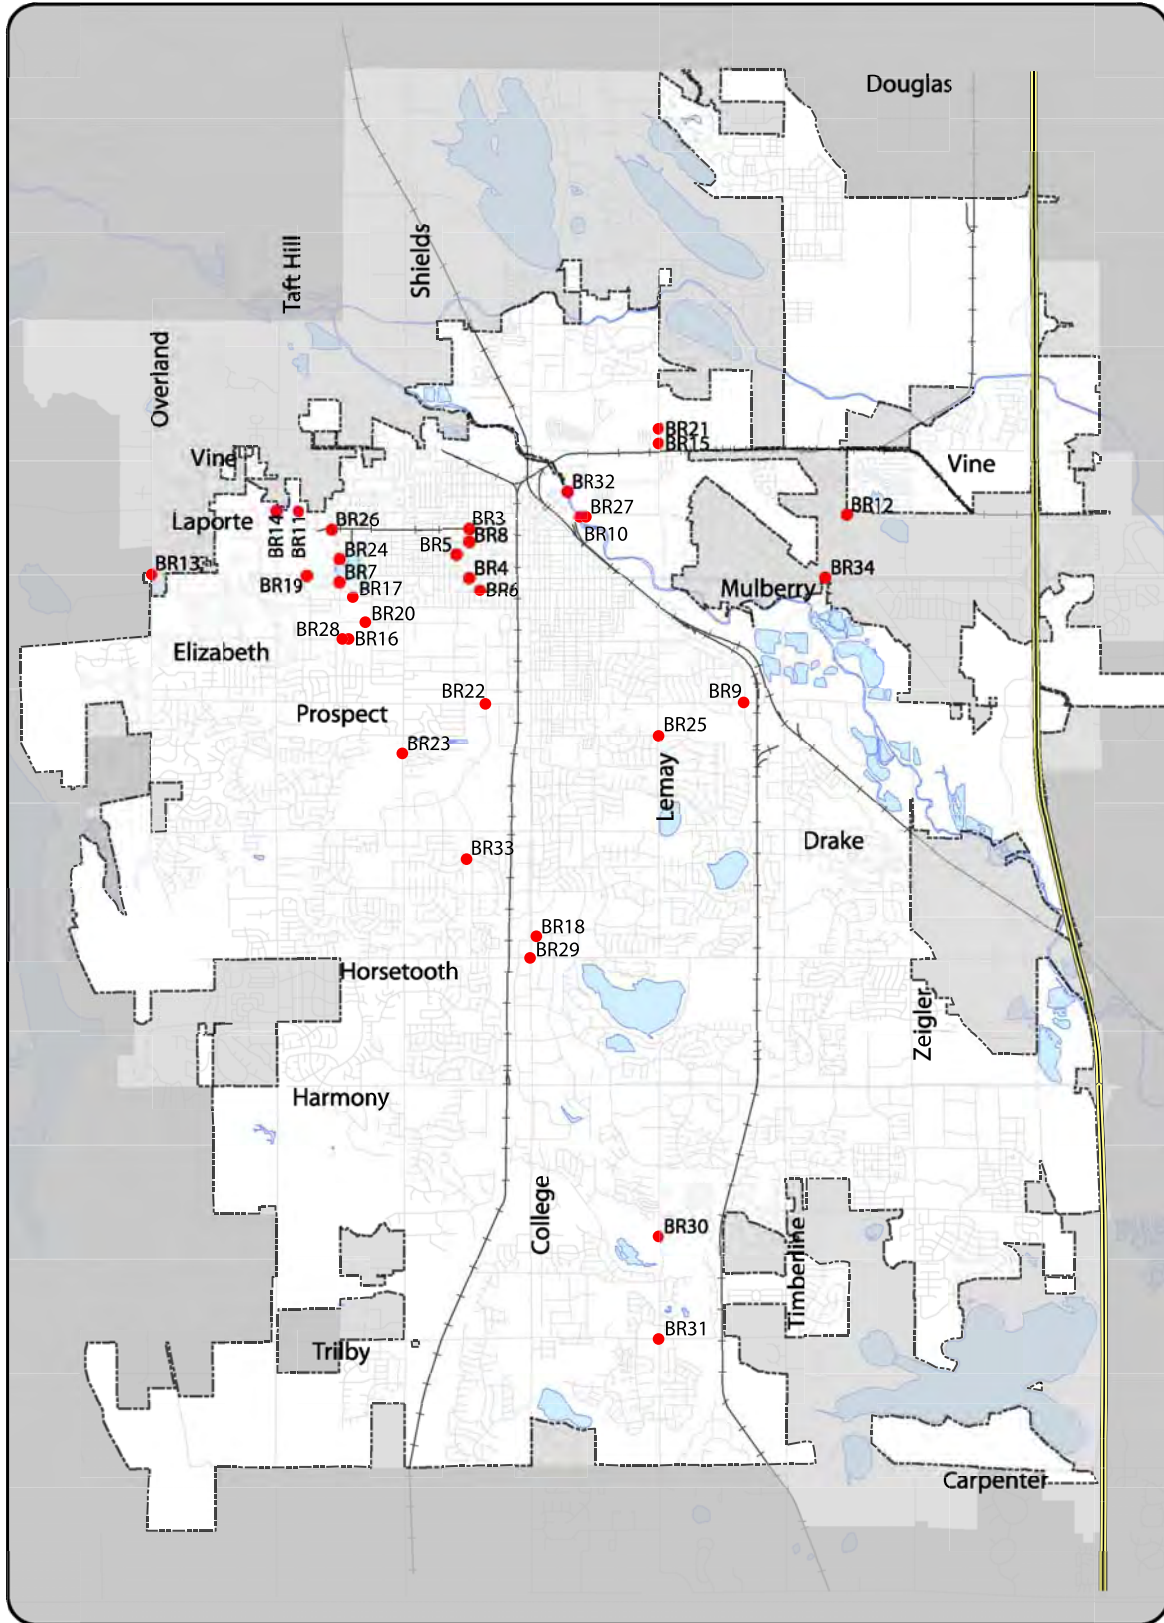 Douglas
Taft Hill
Shields
Overland
BR21
BR15
Vine
Vine
BR32
BR14
BR11
Laporte
BR26
BR3
BR27
BR12
BR8
BR10
BR5
BR24
BR13
BR7
BR4
BR34
BR19
BR17
BR6
Mulberry
BR20
BR28
BR16
Elizabeth
BR22
BR9
Prospect
BR25
BR23
Lemay
BR33
Drake
BR18
BR29
Horsetooth
Zeigler
Harmony
College
BR30
Timberline
BR31
Trilby
Carpenter